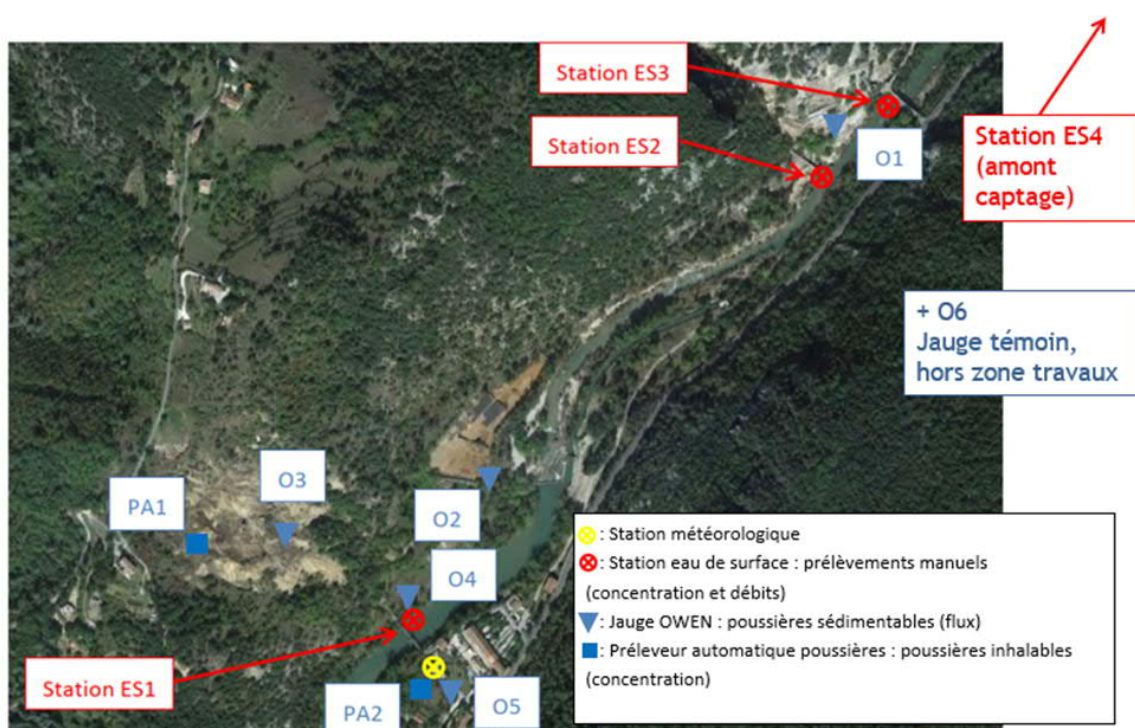 Station ES3
Station ES2
O1
Station ES4
(amont
captage)
+ O6
Jauge témoin,
hors zone travaux
PA1
O3
O2
O4
Station ES1
PA2
O5
: Station météorologique
: Station eau de surface : prélèvements manuels
(concentration et débits)
: Jauge OWEN : poussières sédimentables (flux)
: Préleveur automatique poussières : poussières inhalables
(concentration)